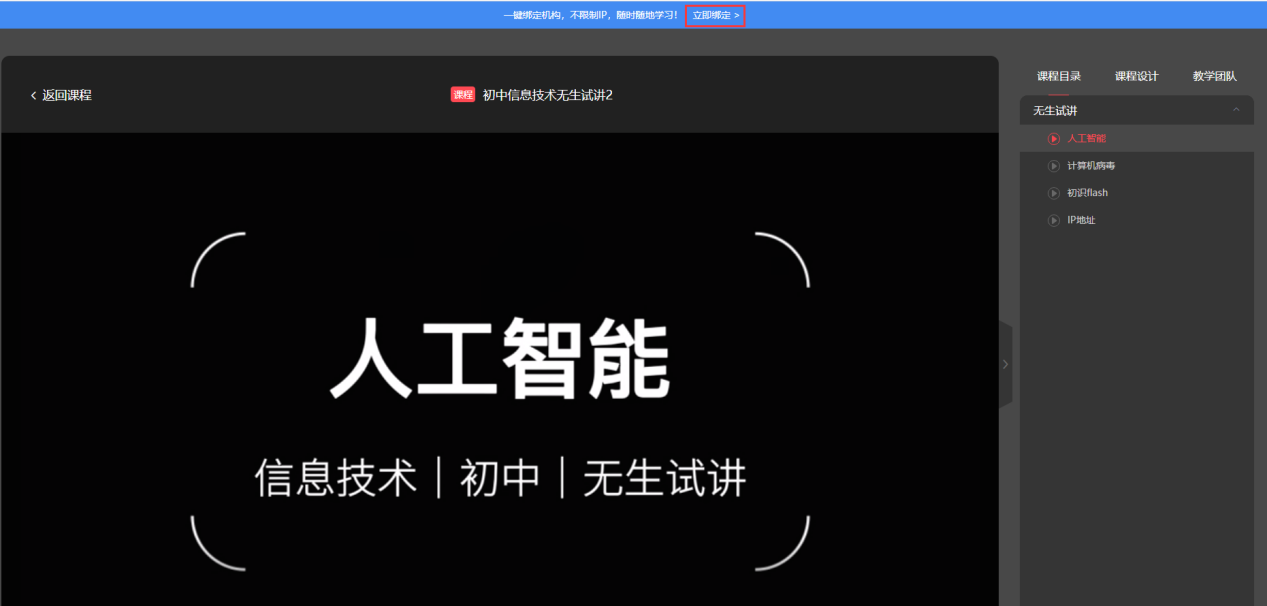 一键绑定机构，不限制IP，随时随地学习！ 立即绑定 >
< 返回课程
课程 初中信息技术无生试讲2
人工智能
信息技术｜初中｜无生试讲
课程目录 课程设计 教学团队
无生试讲
人工智能
计算机病毒
初识flash
IP地址